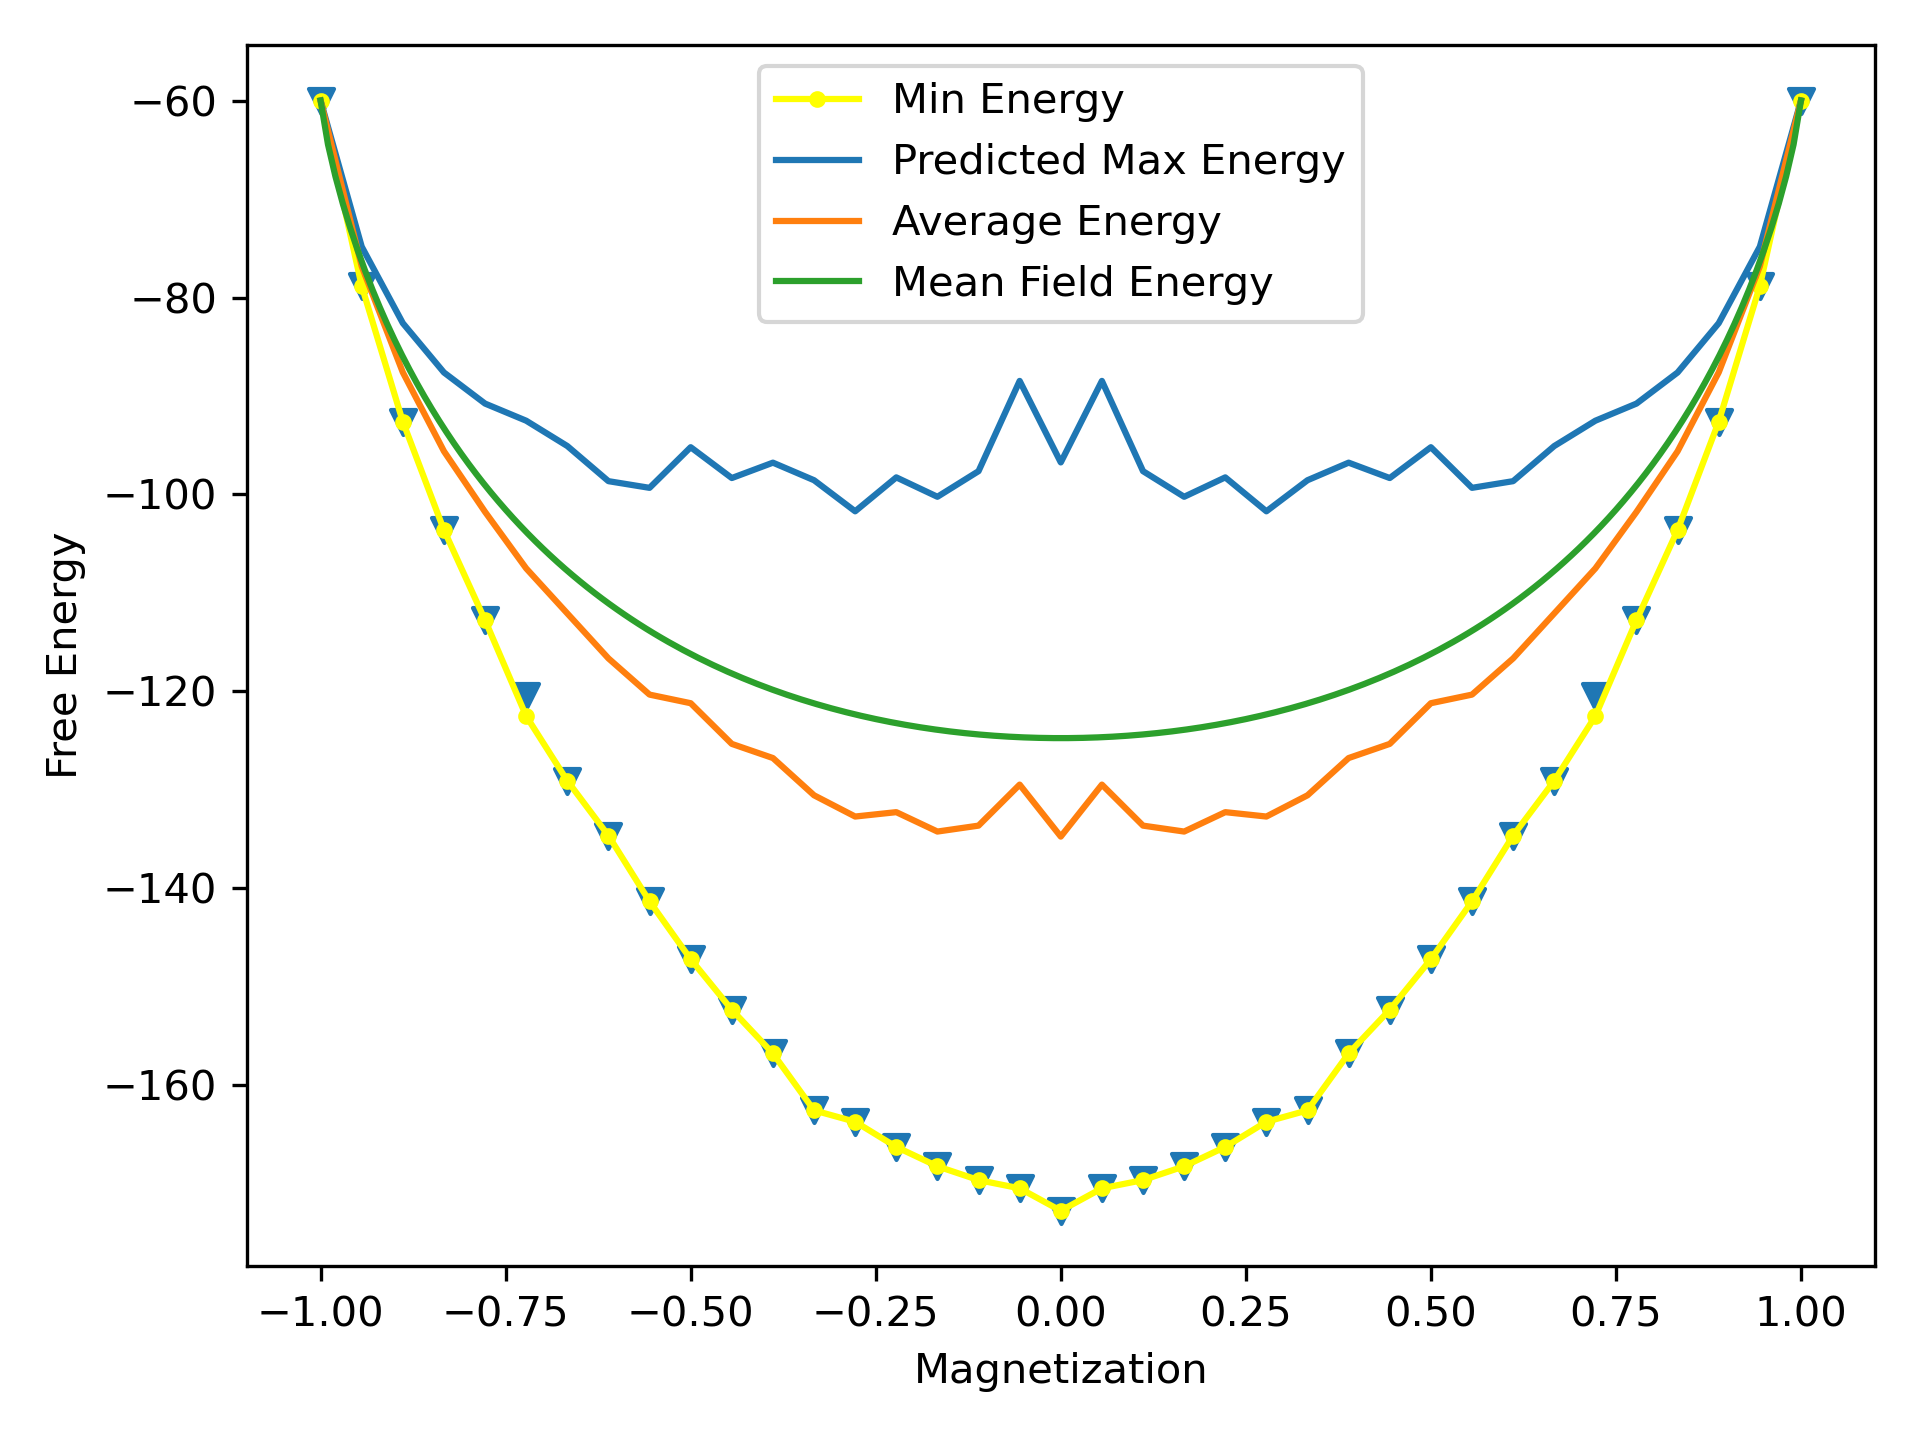 Min Energy
Predicted Max Energy
Average Energy
Mean Field Energy
−60
−80
−100
−120
−140
−160
Free Energy
−1.00 −0.75 −0.50 −0.25 0.00 0.25 0.50 0.75 1.00
Magnetization